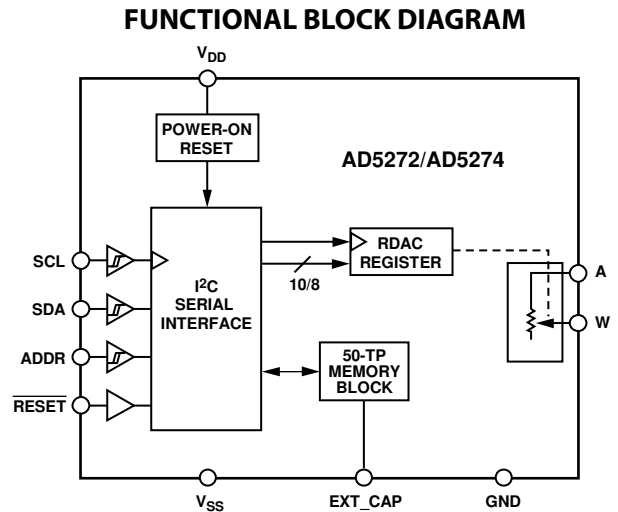 FUNCTIONAL BLOCK DIAGRAM
VDD
POWER-ON
RESET
AD5272/AD5274
SCL
SDA
ADDR
RESET
I2C
SERIAL
INTERFACE
10/8
RDAC
REGISTER
A
W
50-TP
MEMORY
BLOCK
VSS
EXT_CAP
GND